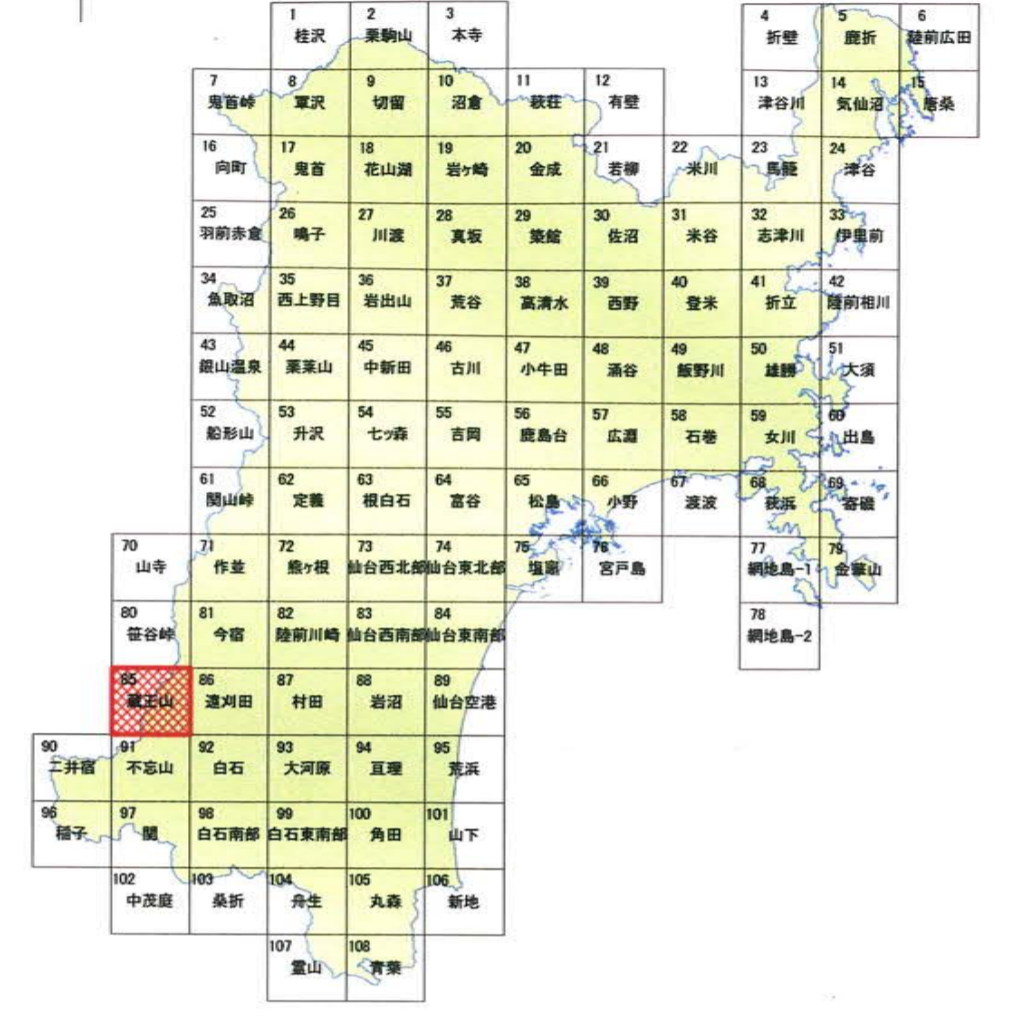 1 2 3 4 5 6
桂沢 栗駒山 本寺 折壁 鹿折 陸前広田
7 8 9 10 11 12 13 14 15
鬼首峠 軍沢 切留 沼倉 萩荘 有壁 津谷川 気仙沼 唐桑
16 17 18 19 20 21 22 23 24
向町 鬼首 花山湖 岩ヶ崎 金成 若柳 米川 馬籠 津谷
25 26 27 28 29 30 31 32 33
羽前赤倉 鳴子 川渡 真坂 築館 佐沼 米谷 志津川 伊里前
34 35 36 37 38 39 40 41 42
魚取沼 西上野目 岩出山 荒谷 高清水 西野 登米 折立 陸前相川
43 44 45 46 47 48 49 50 51
銀山温泉 薬莱山 中新田 古川 小牛田 涌谷 飯野川 雄勝 大須
52 53 54 55 56 57 58 59 60
船形山 升沢 七ッ森 吉岡 鹿島台 広淵 石巻 女川 出島
61 62 63 64 65 66 67 68 69
関山峠 定義 根白石 富谷 松島 小野 渡波 荻浜 寄磯
70 71 72 73 74 75 76 77 79
山寺 作並 熊ヶ根 仙台西北部 仙台東北部 塩竈 宮戸島 網地島-1 金華山
80 81 82 83 84 78
笹谷峠 今宿 陸前川崎 仙台西南部 仙台東南部 網地島-2
85 86 87 88 89
蔵王山 遠刈田 村田 岩沼 仙台空港
90 91 92 93 94 95
二井宿 不忘山 白石 大河原 亘理 荒浜
96 97 98 99 100 101
稲子 関 白石南部 白石東南部 角田 山下
102 103 104 105 106
中茂庭 桑折 舟生 丸森 新地
107 108
霊山 青葉